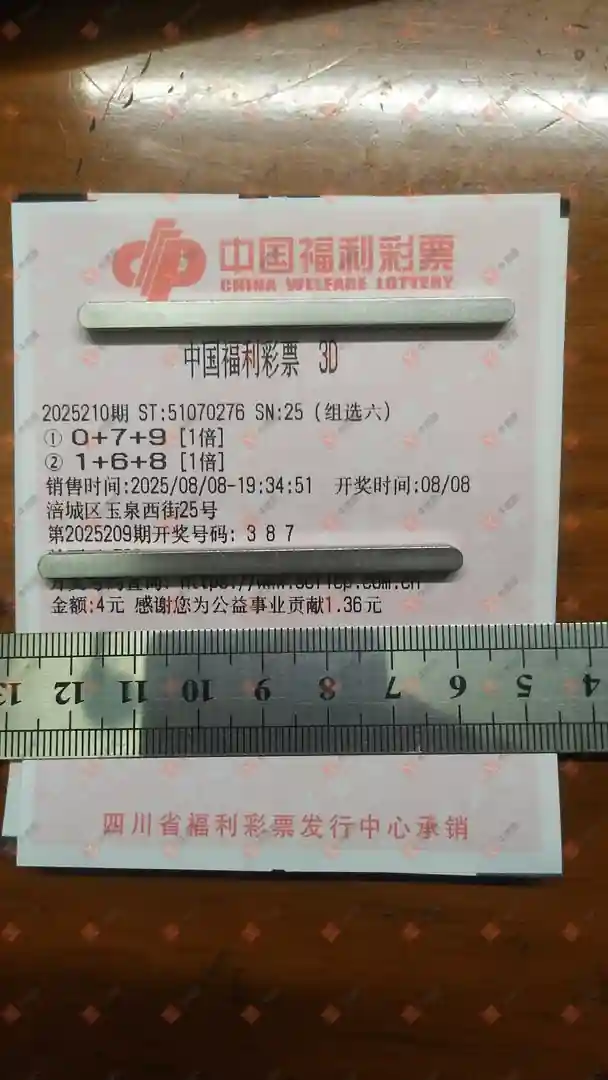 中国福利彩票
CHINA WELFARE LOTTERY
中国福利彩票 3D
2025210期 ST:51070276 SN:25 (组选六)
① 0+7+9 [1倍]
② 1+6+8 [1倍]
销售时间:2025/08/08-19:34:51 开奖时间:08/08
涪城区玉泉西街25号
第2025209期开奖号码: 3 8 7
金额:4元 感谢您为公益事业贡献1.36元
13 12 11 10 9 8 7 6 5 4
四川省福利彩票发行中心承销